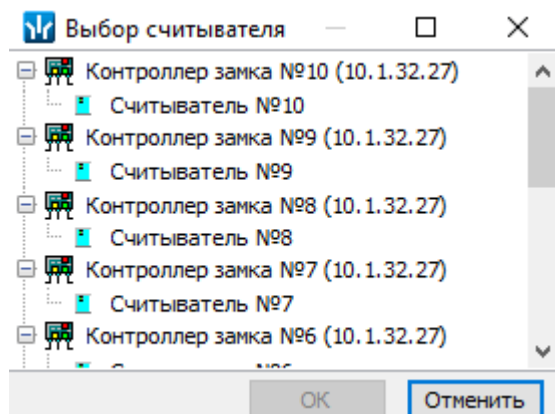 Выбор считывателя
Контроллер замка №10 (10.1.32.27)
Считыватель №10
Контроллер замка №9 (10.1.32.27)
Считыватель №9
Контроллер замка №8 (10.1.32.27)
Считыватель №8
Контроллер замка №7 (10.1.32.27)
Считыватель №7
Контроллер замка №6 (10.1.32.27)
OK
Отменить